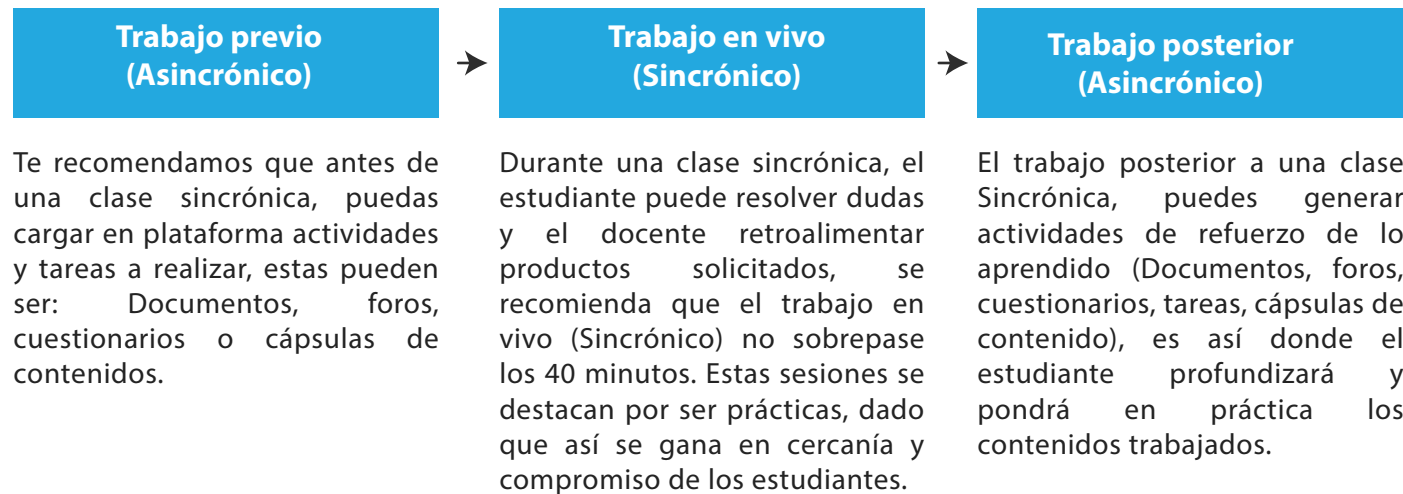 Trabajo previo
(Asincrónico)
Te recomendamos que antes de
una clase sincrónica, puedas
cargar en plataforma actividades
y tareas a realizar, estas pueden
ser: Documentos, foros,
cuestionarios o cápsulas de
contenidos.
Trabajo en vivo
(Sincrónico)
Durante una clase sincrónica, el
estudiante puede resolver dudas
y el docente retroalimentar
productos solicitados, se
recomienda que el trabajo en
vivo (Sincrónico) no sobrepase
los 40 minutos. Estas sesiones se
destacan por ser prácticas, dado
que así se gana en cercanía y
compromiso de los estudiantes.
Trabajo posterior
(Asincrónico)
El trabajo posterior a una clase
Sincrónica, puedes generar
actividades de refuerzo de lo
aprendido (Documentos, foros,
cuestionarios, tareas, cápsulas de
contenido), es así donde el
estudiante profundizará y
pondrá en práctica los
contenidos trabajados.